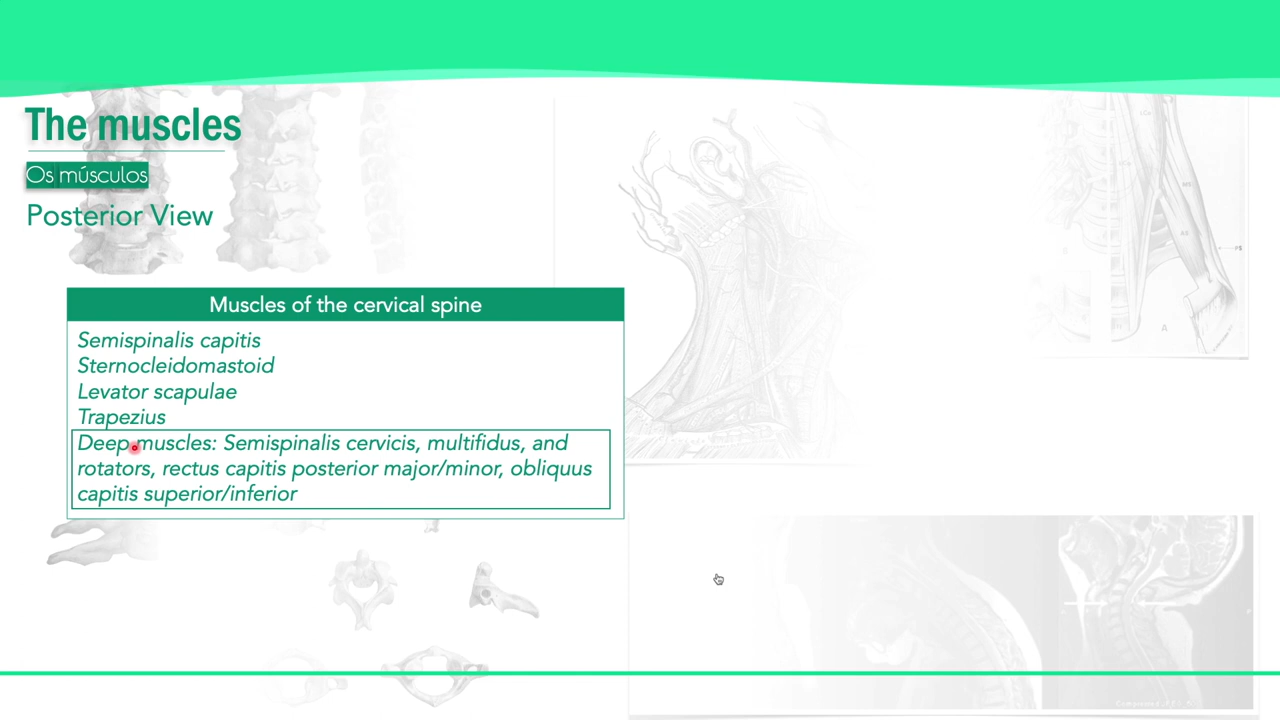 The muscles
Os músculos
Posterior View
Muscles of the cervical spine
Semispinalis capitis
Sternocleidomastoid
Levator scapulae
Trapezius
Deep muscles: Semispinalis cervicis, multifidus, and
rotators, rectus capitis posterior major/minor, obliquus
capitis superior/inferior
A